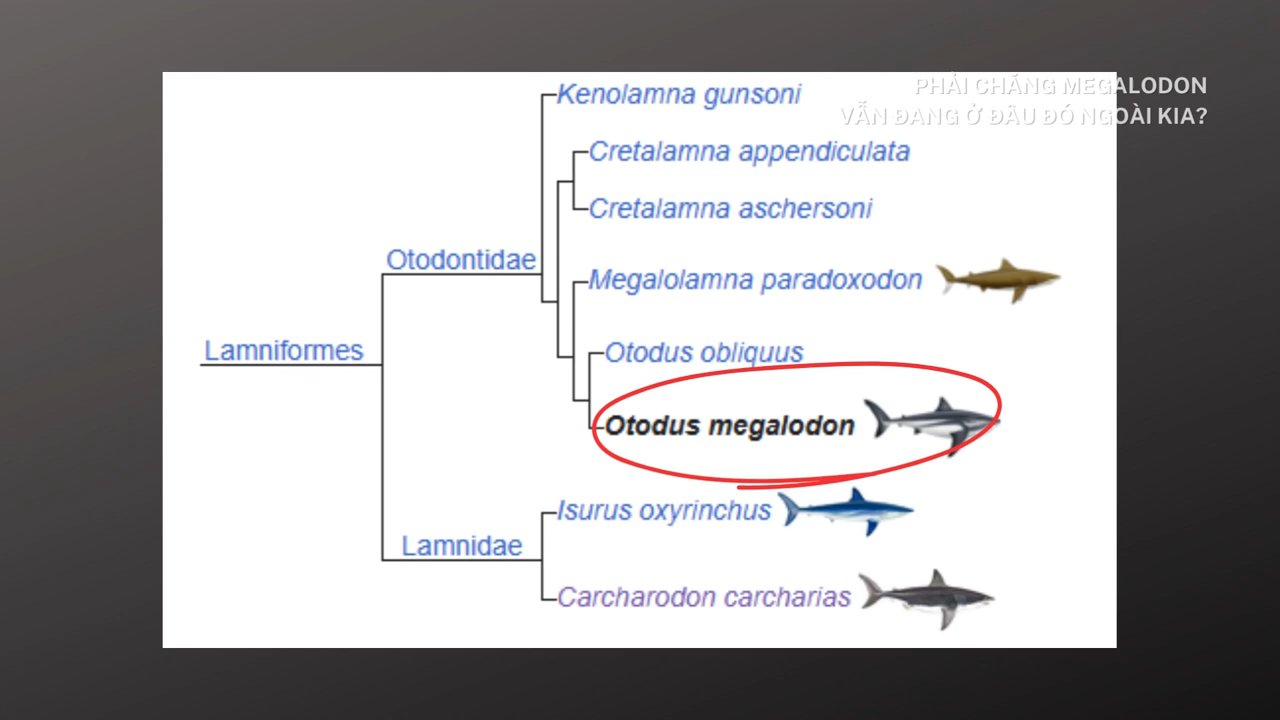 PHẢI CHĂNG MEGALODON
VẪN ĐANG Ở ĐÂU ĐÓ NGOÀI KIA?
Kenolamna gunsoni
Cretalamna appendiculata
Cretalamna aschersoni
Otodontidae
Megalolamna paradoxodon
Lamniformes
Otodus obliquus
Otodus megalodon
Isurus oxyrinchus
Lamnidae
Carcharodon carcharias